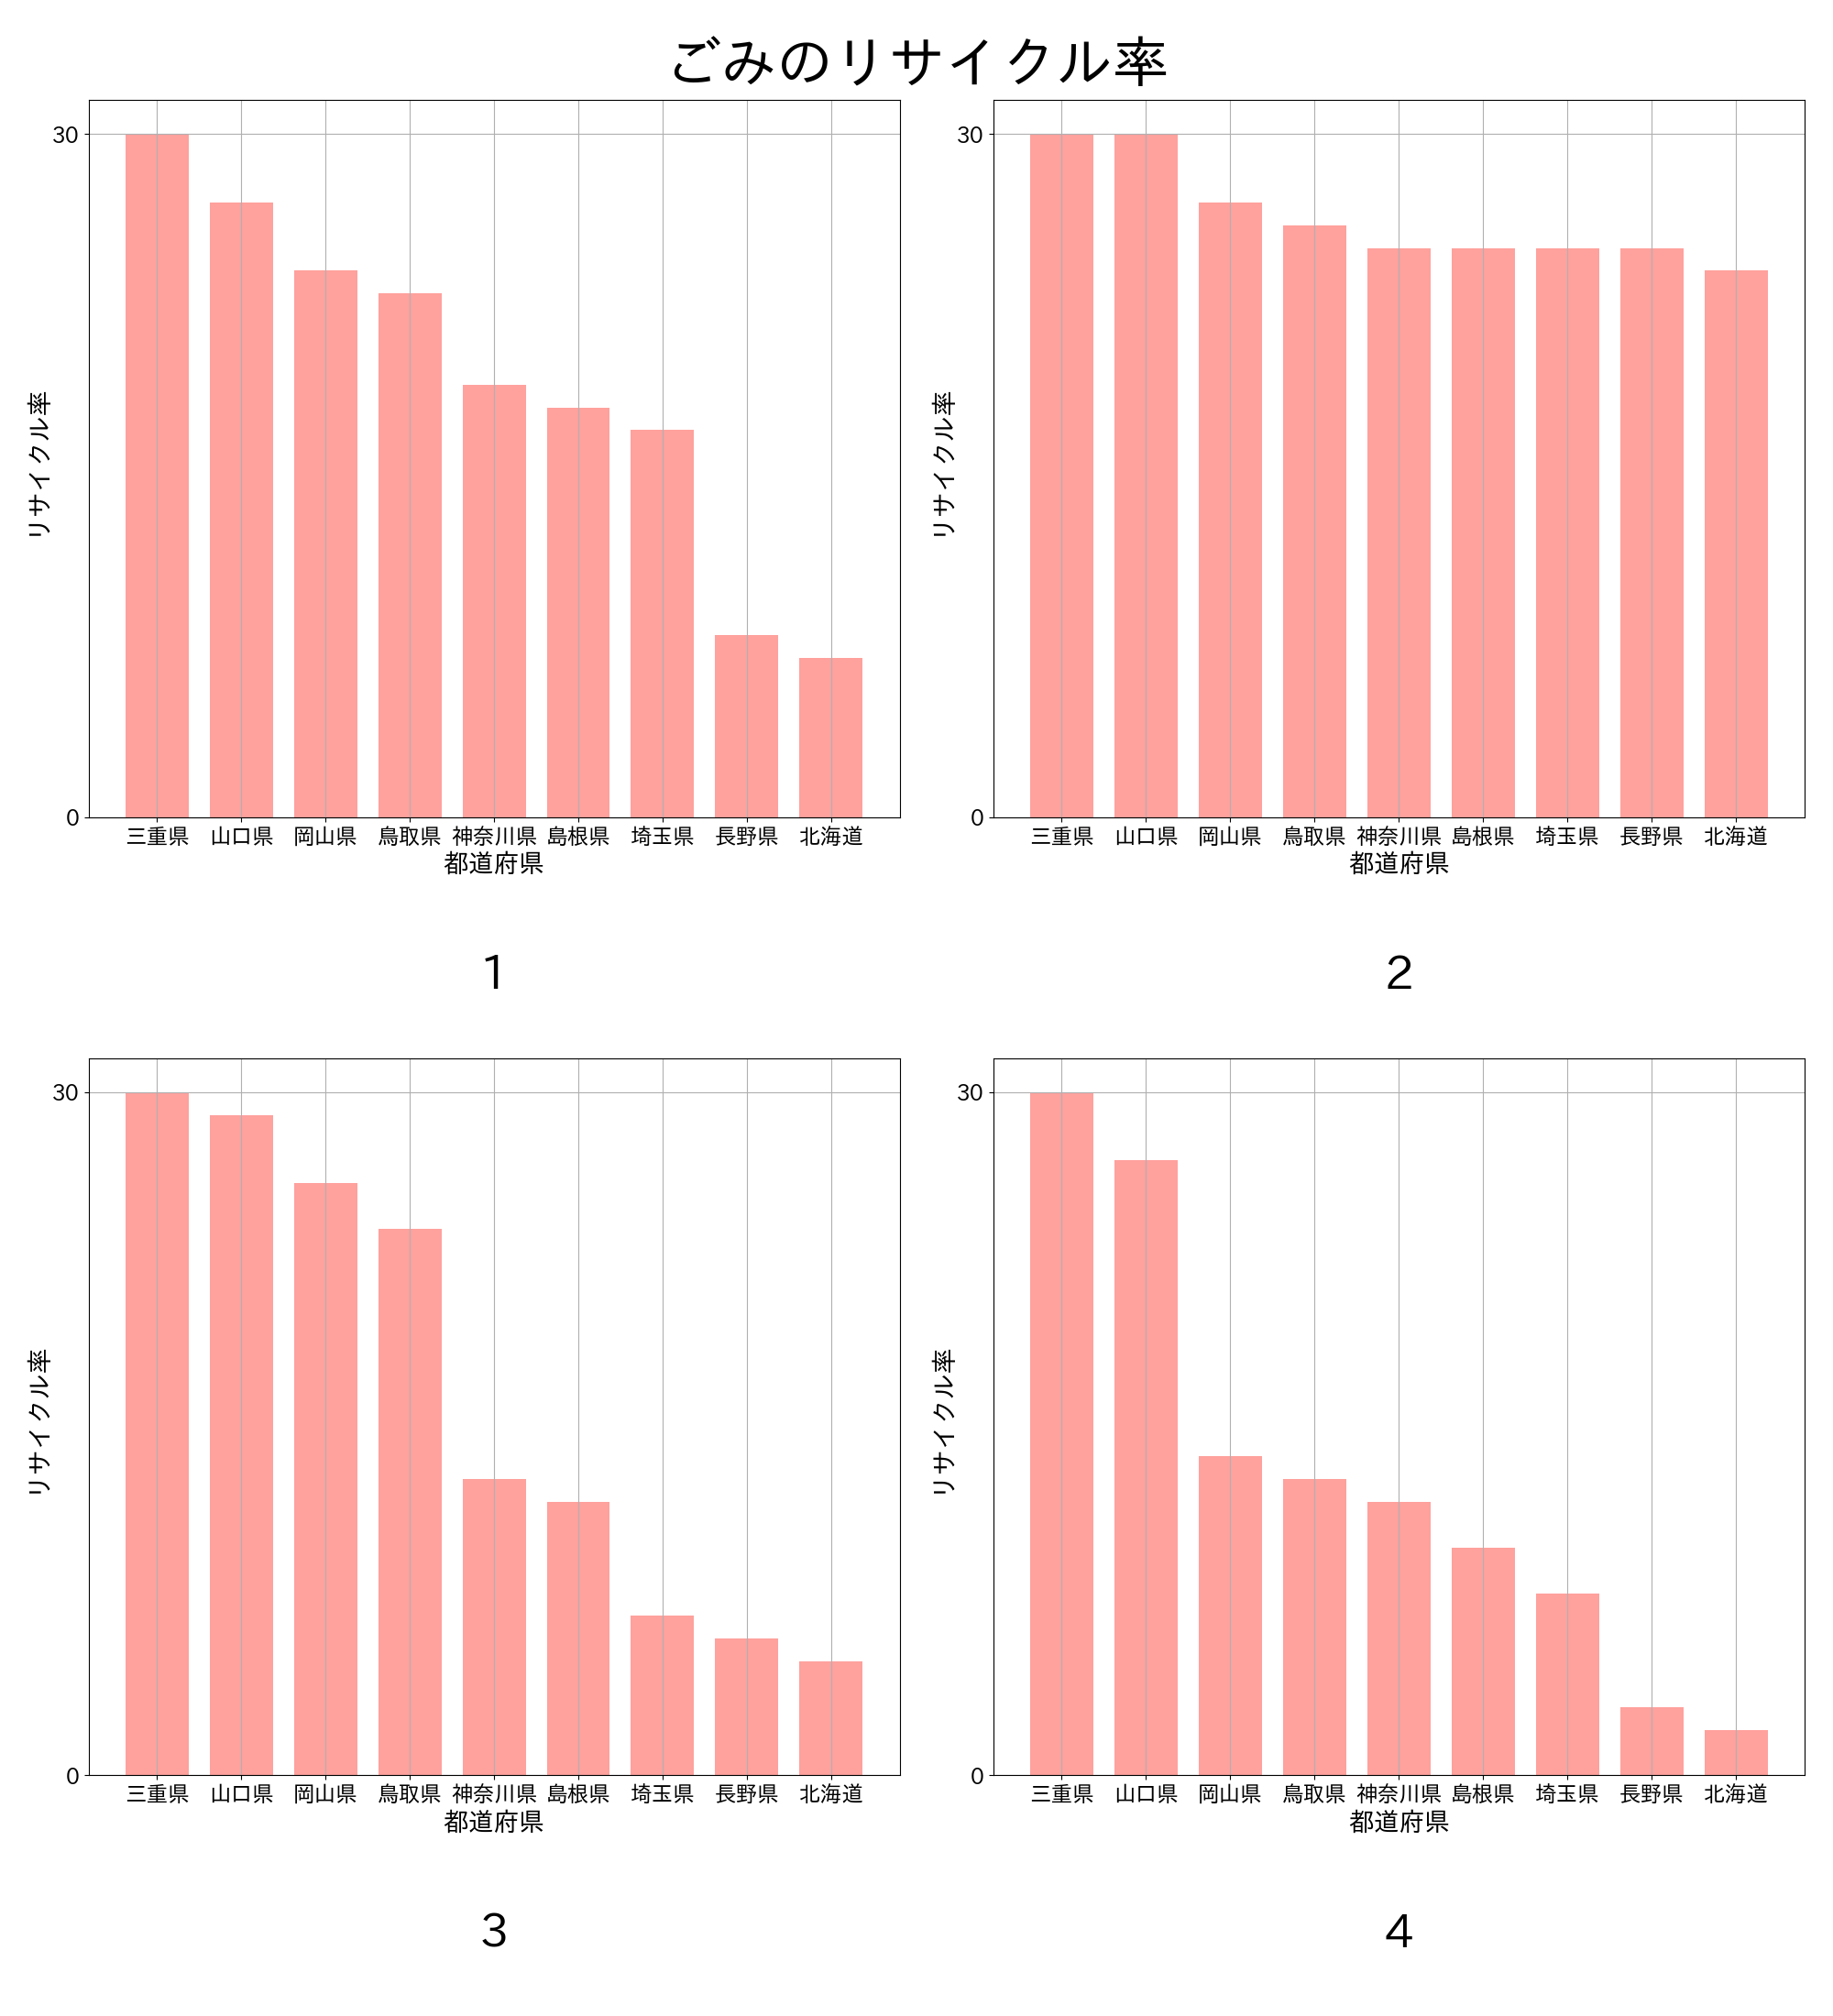 ごみのリサイクル率
30
0
リサイクル率
三重県 山口県 岡山県 鳥取県 神奈川県 島根県 埼玉県 長野県 北海道
都道府県
1
30
0
リサイクル率
三重県 山口県 岡山県 鳥取県 神奈川県 島根県 埼玉県 長野県 北海道
都道府県
2
30
0
リサイクル率
三重県 山口県 岡山県 鳥取県 神奈川県 島根県 埼玉県 長野県 北海道
都道府県
3
30
0
リサイクル率
三重県 山口県 岡山県 鳥取県 神奈川県 島根県 埼玉県 長野県 北海道
都道府県
4